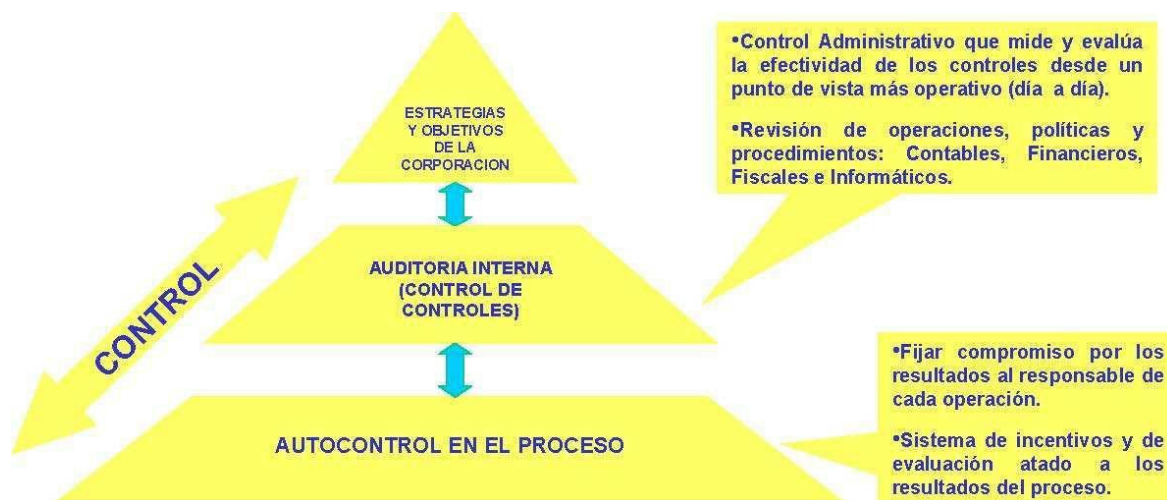 •Control Administrativo que mide y evalúa
la efectividad de los controles desde un
punto de vista más operativo (día a día).
•Revisión de operaciones, políticas y
procedimientos: Contables, Financieros,
Fiscales e Informáticos.
ESTRATEGIAS
Y OBJETIVOS
DE LA
CORPORACION
CONTROL
AUDITORIA INTERNA
(CONTROL DE
CONTROLES)
•Fijar compromiso por los
resultados al responsable de
cada operación.
•Sistema de incentivos y de
evaluación atado a los
resultados del proceso.
AUTOCONTROL EN EL PROCESO